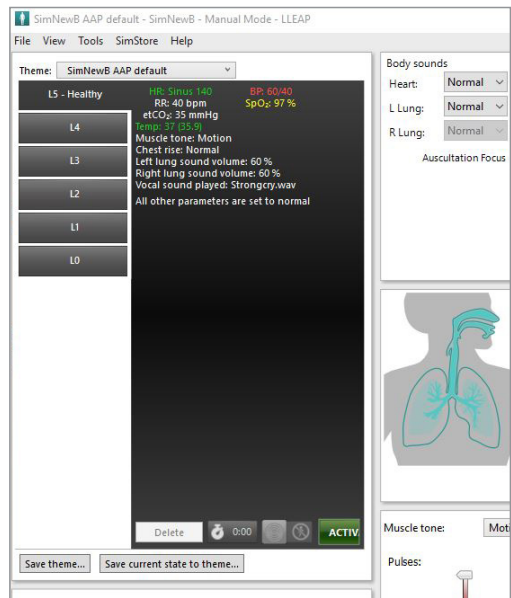 SimNewB AAP default - SimNewB - Manual Mode - LLEAP
File View Tools SimStore Help
Theme: SimNewB AAP default
L5 - Healthy
L4
L3
L2
L1
L0
HR: Sinus 140 BP: 60/40
RR: 40 bpm SpO₂: 97 %
etCO₂: 35 mmHg
Temp: 37 (35.9)
Muscle tone: Motion
Chest rise: Normal
Left lung sound volume: 60 %
Right lung sound volume: 60 %
Vocal sound played: Strongcry.wav
All other parameters are set to normal
Delete 0:00 ACTIV
Save theme... Save current state to theme...
Body sounds
Heart: Normal
L Lung: Normal
R Lung: Normal
Auscultation Focus
Muscle tone: Moti
Pulses: